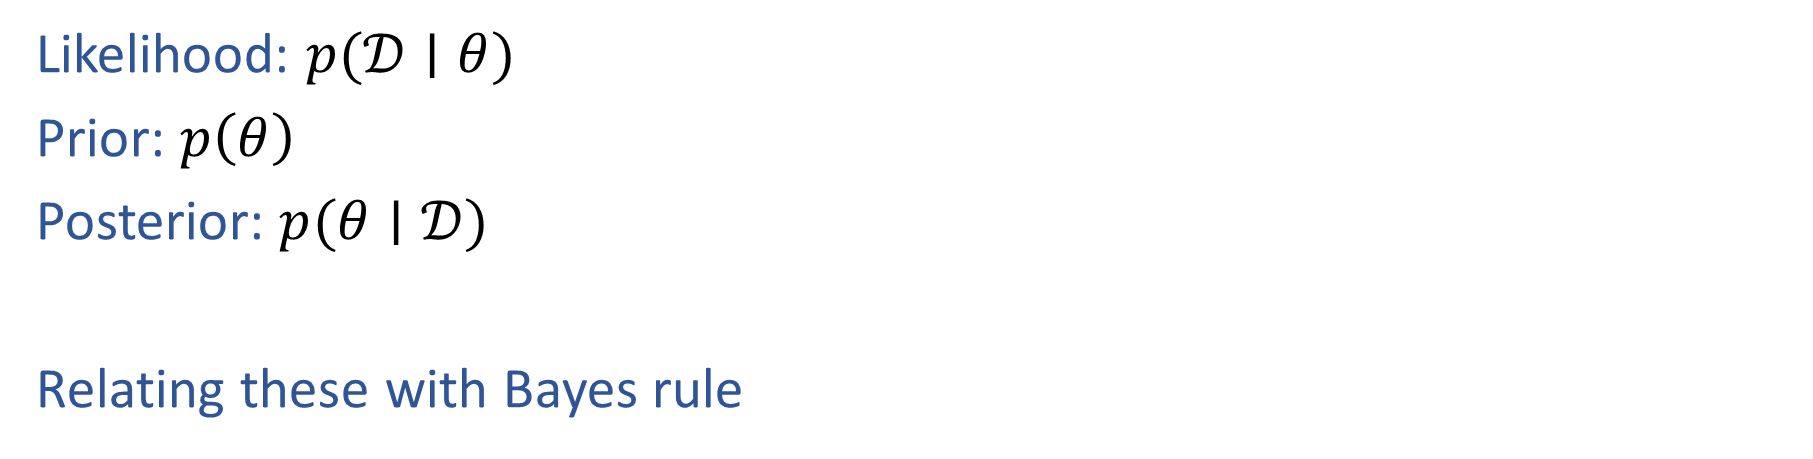 Likelihood: 𝑝(𝒟 ∣ 𝜃)
Prior: 𝑝(𝜃)
Posterior: 𝑝(𝜃 ∣ 𝒟)
Relating these with Bayes rule